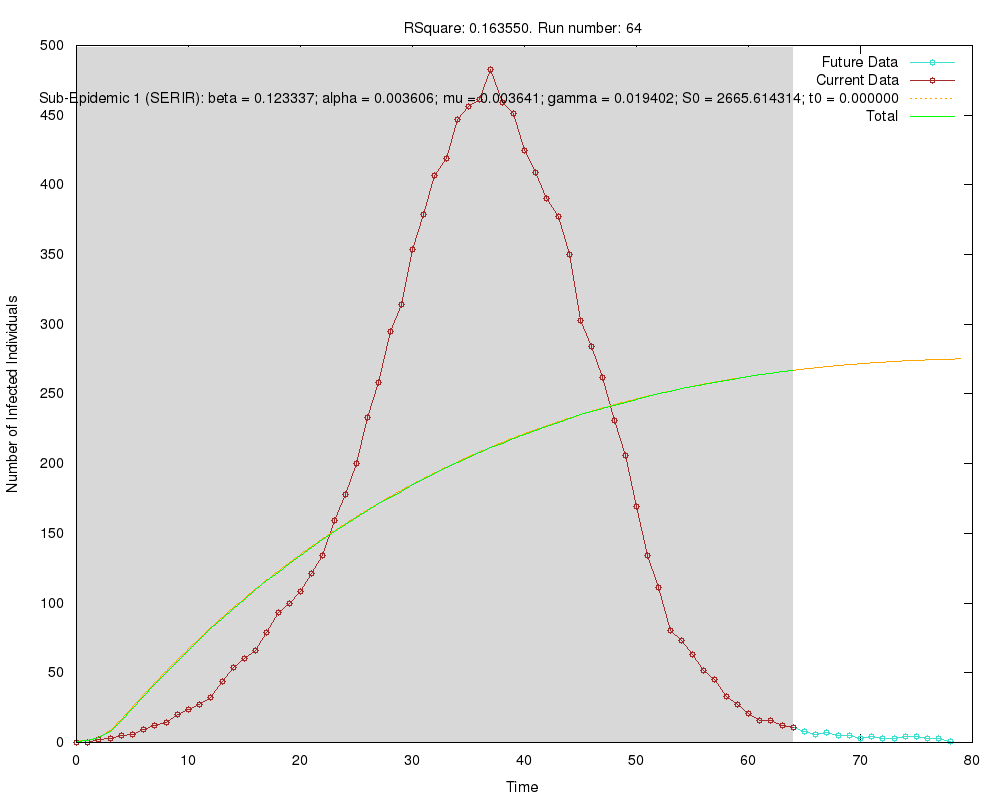 RSquare: 0.163550. Run number: 64
500
Future Data
Current Data
Sub-Epidemic 1 (SERIR): beta = 0.123337; alpha = 0.003606; mu = 0.003641; gamma = 0.019402; S0 = 2665.614314; t0 = 0.000000
Total
450
400
350
300
250
200
150
100
50
0
Number of Infected Individuals
0 10 20 30 40 50 60 70 80
Time